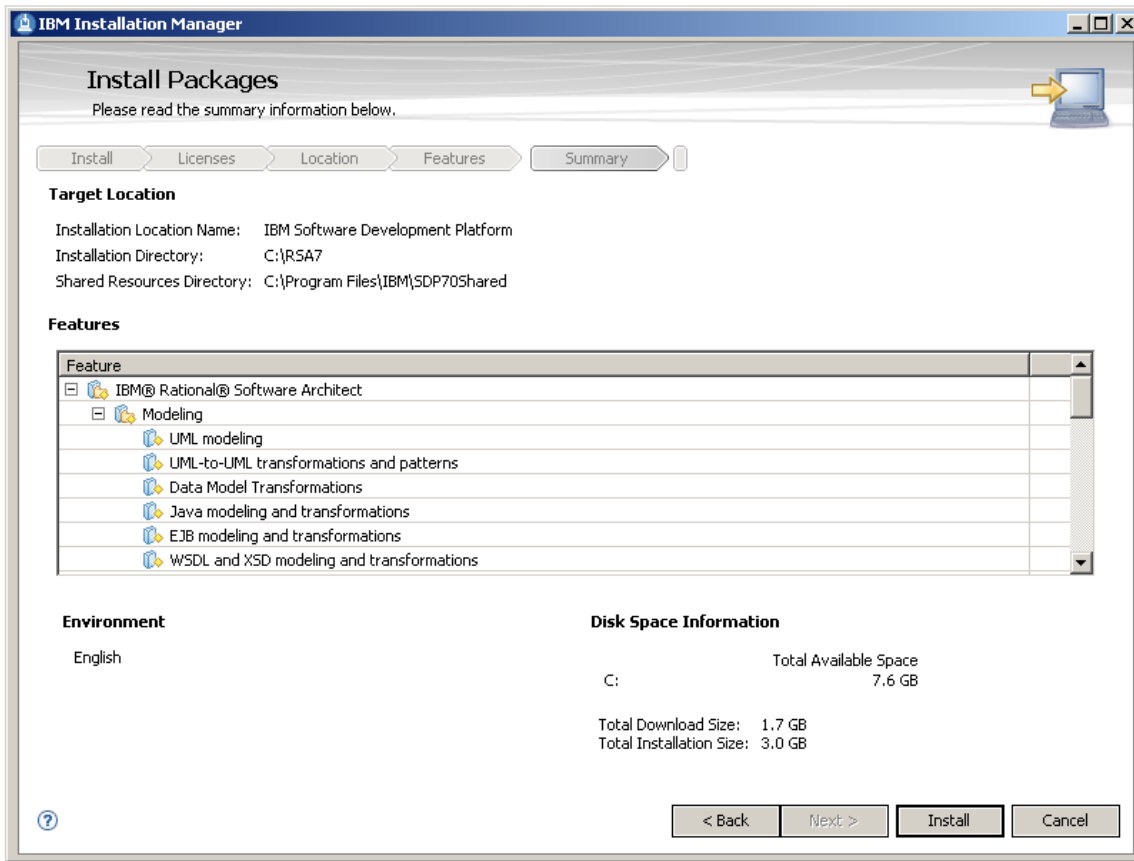 IBM Installation Manager
Install Packages
Please read the summary information below.
Install Licenses Location Features Summary
Target Location
Installation Location Name: IBM Software Development Platform
Installation Directory: C:\RSA7
Shared Resources Directory: C:\Program Files\IBM\SDP70Shared
Features
Feature
IBM® Rational® Software Architect
Modeling
UML modeling
UML-to-UML transformations and patterns
Data Model Transformations
Java modeling and transformations
EJB modeling and transformations
WSDL and XSD modeling and transformations
Environment
English
Disk Space Information
Total Available Space
C: 7.6 GB
Total Download Size: 1.7 GB
Total Installation Size: 3.0 GB
? < Back Next > Install Cancel